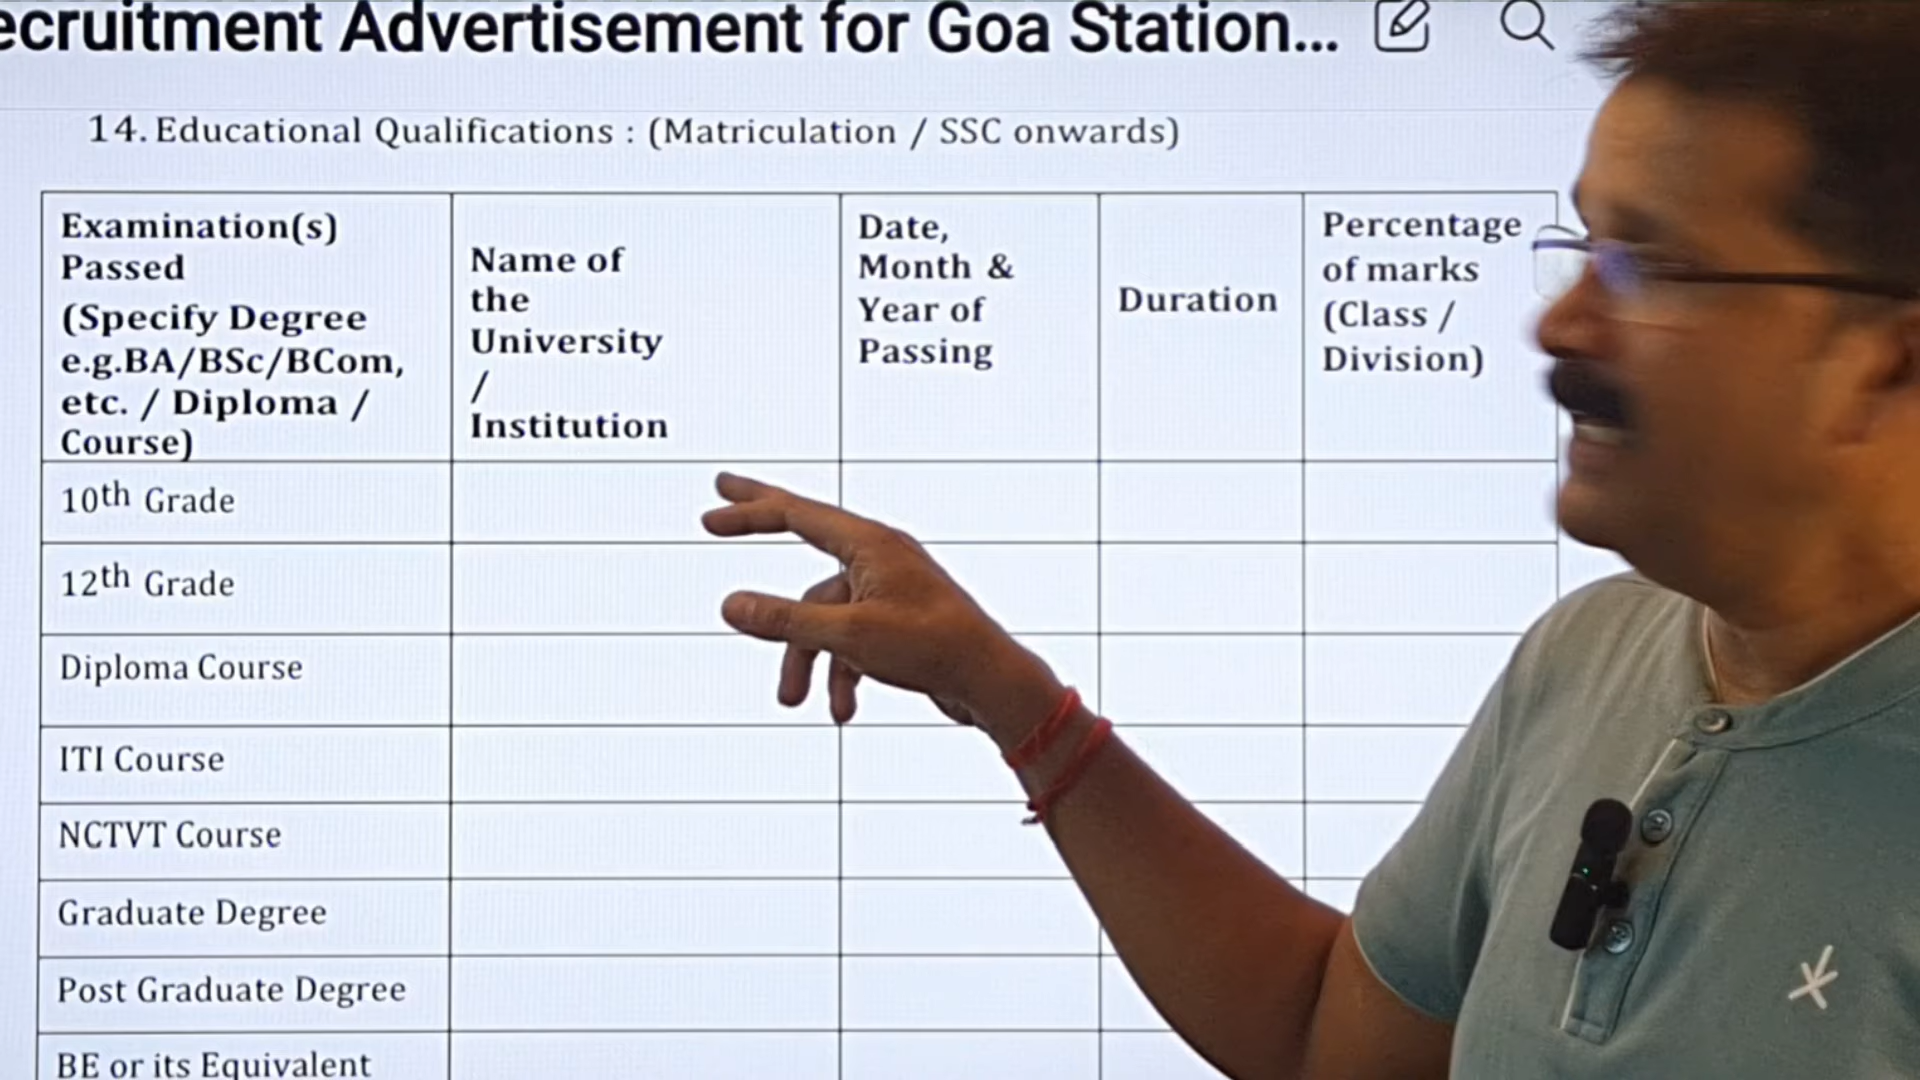 ecruitment Advertisement for Goa Station...
14. Educational Qualifications : (Matriculation / SSC onwards)
Examination(s)
Passed
(Specify Degree
e.g.BA/BSc/BCom,
etc. / Diploma /
Course)
Name of
the
University
/
Institution
Date,
Month &
Year of
Passing
Duration
Percentage
of marks
(Class /
Division)
10th Grade
12th Grade
Diploma Course
ITI Course
NCTVT Course
Graduate Degree
Post Graduate Degree
BE or its Equivalent